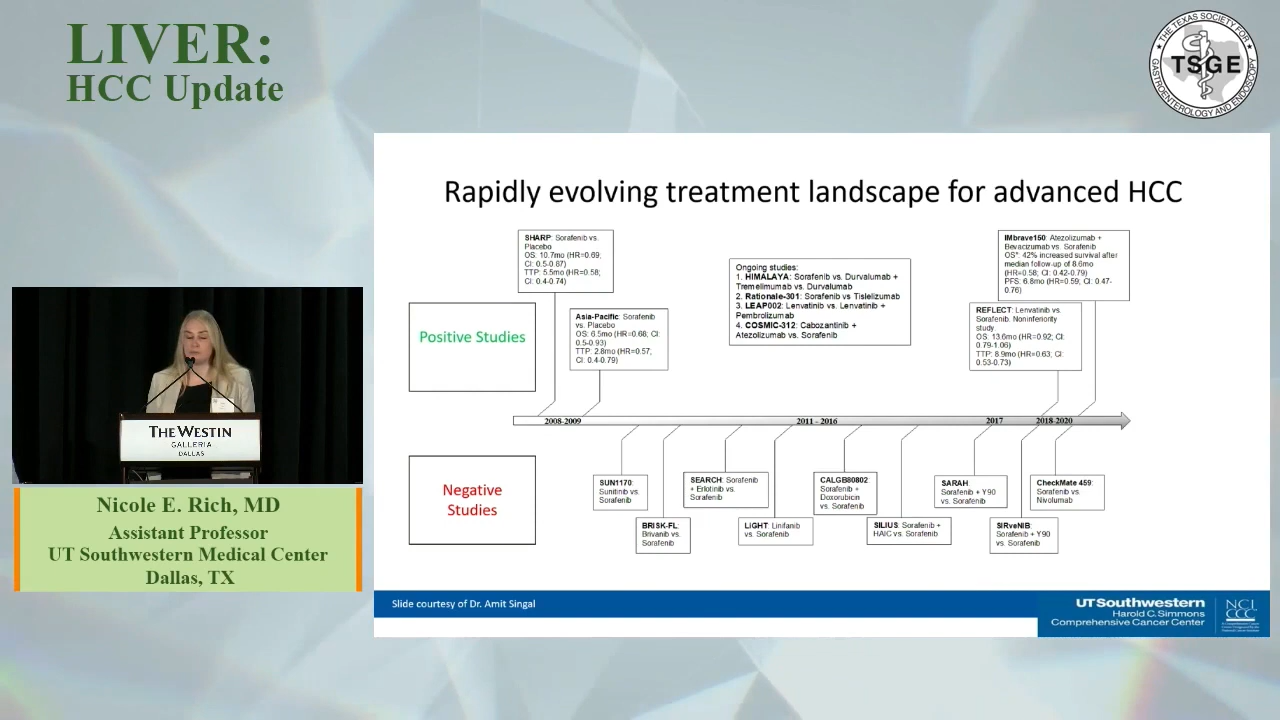 LIVER:
HCC Update
THE TEXAS SOCIETY FOR
GASTROENTEROLOGY AND ENDOSCOPY
TSGE
Rapidly evolving treatment landscape for advanced HCC
SHARP: Sorafenib vs.
Placebo
OS: 10.7mo (HR=0.69;
CI: 0.5-0.87)
TTP: 5.5mo (HR=0.58;
CI: 0.4-0.74)
Asia-Pacific: Sorafenib
vs. Placebo
OS: 6.5mo (HR=0.68; CI:
0.5-0.93)
TTP: 2.8mo (HR=0.57,
CI: 0.4-0.79)
Ongoing studies:
1. HIMALAYA: Sorafenib vs. Durvalumab +
Tremelimumab vs. Durvalumab
2. Rationale-301: Sorafenib vs Tislelizumab
3. LEAP002: Lenvatinib vs. Lenvatinib +
Pembrolizumab
4. COSMIC-312: Cabozantinib +
Atezolizumab vs. Sorafenib
IMbrave150: Atezolizumab +
Bevacizumab vs. Sorafenib
OS*: 42% increased survival after
median follow-up of 8.6mo
(HR=0.58; CI: 0.42-0.79)
PFS: 6.8mo (HR=0.59; CI: 0.47-
0.76)
REFLECT: Lenvatinib vs.
Sorafenib. Noninferiority
study
OS: 13.6mo (HR=0.92; CI:
0.79-1.06)
TTP: 8.9mo (HR=0.63; CI:
0.53-0.73)
Positive Studies
2008-2009
2011 - 2016
2017
2018-2020
Negative
Studies
SUN1170:
Sunitinib vs.
Sorafenib
BRISK-FL:
Brivanib vs.
Sorafenib
SEARCH: Sorafenib
+ Erlotinib vs.
Sorafenib
LiGHT: Linifanib
vs. Sorafenib
CALGB80802:
Sorafenib +
Doxorubicin
vs. Sorafenib
SILIUS: Sorafenib +
HAIC vs. Sorafenib
SARAH:
Sorafenib + Y90
vs. Sorafenib
SIRveNIB:
Sorafenib + Y90
vs. Sorafenib
CheckMate 459:
Sorafenib vs.
Nivolumab
THE WESTIN
GALLERIA
DALLAS
Nicole E. Rich, MD
Assistant Professor
UT Southwestern Medical Center
Dallas, TX
Slide courtesy of Dr. Amit Singal
UT Southwestern
Harold C. Simmons
Comprehensive Cancer Center
NCI
CCC